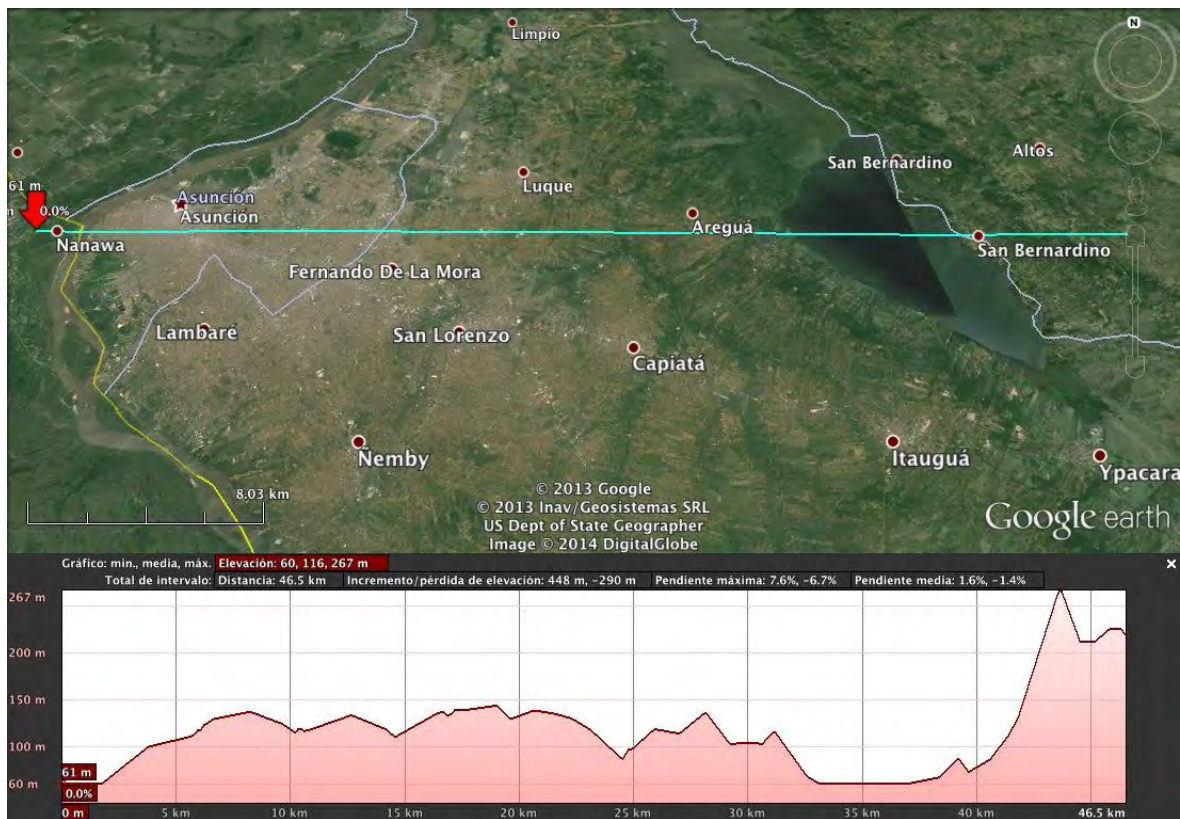 Limpio
N
San Bernardino
Altos
Luque
61 m
0.0%
Asunción
Asunción
Areguá
Nanawa
San Bernardino
Fernando De La Mora
Lambaré
San Lorenzo
Capiatá
Ñemby
Itauguá
Ypacara
8.03 km
© 2013 Google
© 2013 Inav/Geosistemas SRL
US Dept of State Geographer
Image © 2014 DigitalGlobe
Google earth
Gráfico: min., media, máx. Elevación: 60, 116, 267 m
Total de intervalo: Distancia: 46.5 km Incremento/pérdida de elevación: 448 m, -290 m Pendiente máxima: 7.6%, -6.7% Pendiente media: 1.6%, -1.4%
267 m
200 m
150 m
100 m
61 m
60 m
0.0%
0 m 5 km 10 km 15 km 20 km 25 km 30 km 35 km 40 km 46.5 km